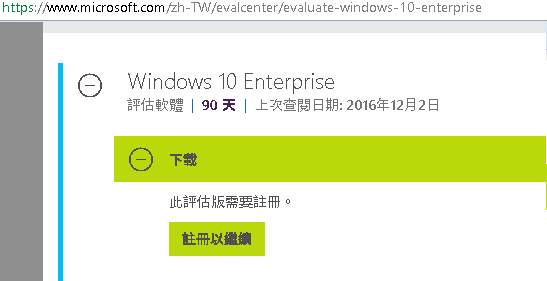 https://www.microsoft.com/zh-TW/evalcenter/evaluate-windows-10-enterprise
Windows 10 Enterprise
評估軟體 | 90 天 | 上次查閱日期: 2016年12月2日
下載
此評估版需要註冊。
註冊以繼續